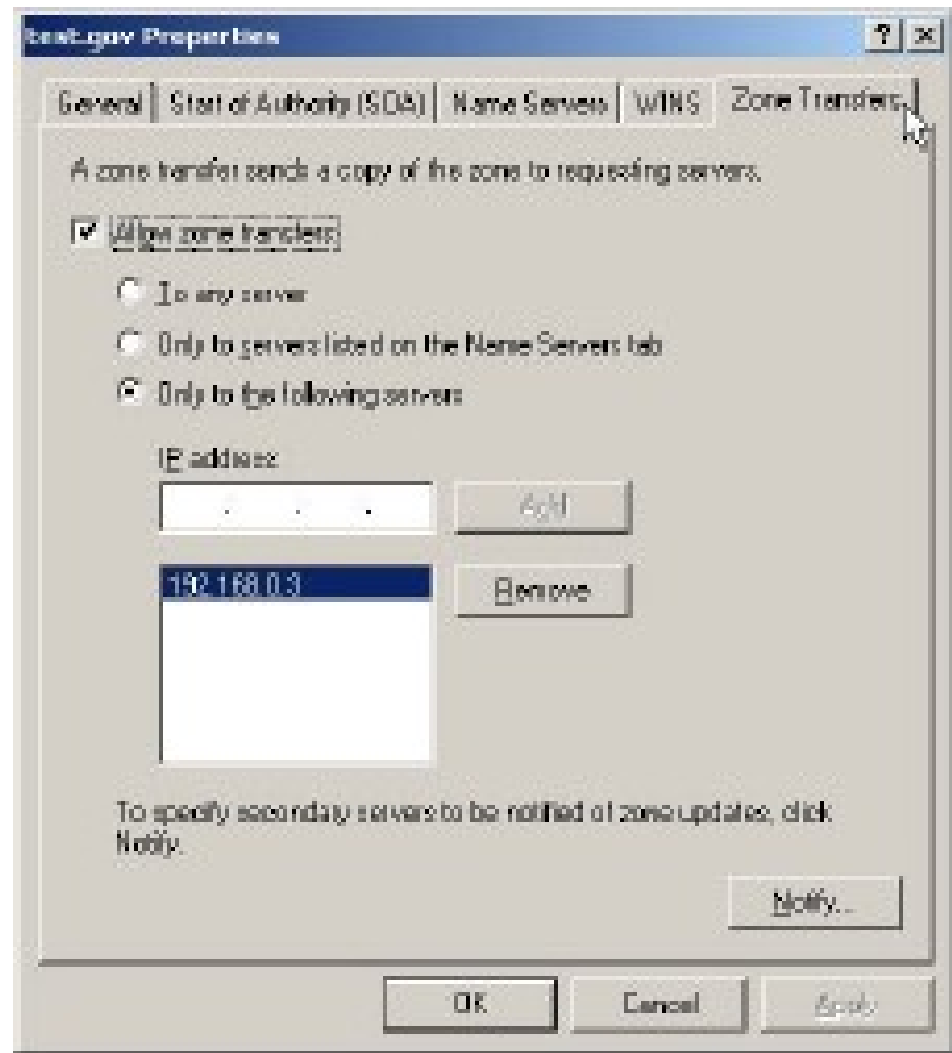 test.gov Properties
General
Start of Authority (SOA)
Name Servers
WINS
Zone Transfers
A zone transfer sends a copy of the zone to requesting servers.
Allow zone transfers:
To any server
Only to servers listed on the Name Servers tab
Only to the following servers
IP address:
. . .
Add
192.168.0.3
Remove
To specify secondary servers to be notified of zone updates, click
Notify.
Notify...
OK
Cancel
Apply